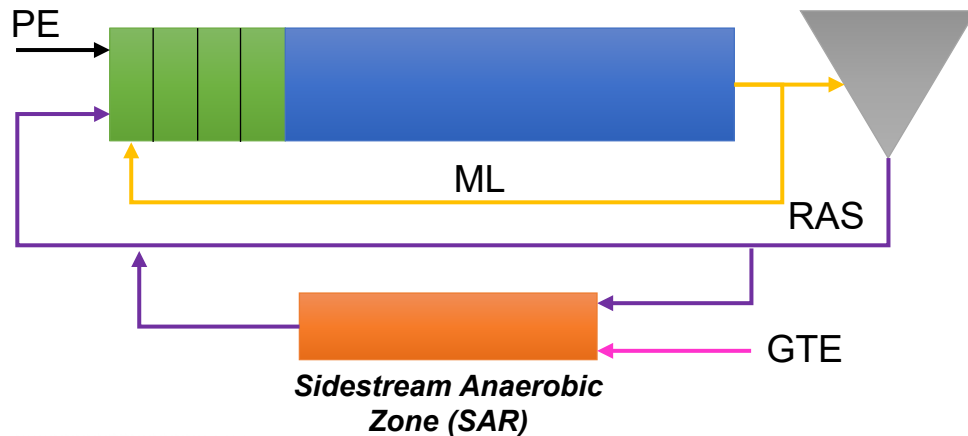 PE
ML
RAS
GTE
Sidestream Anaerobic
Zone (SAR)